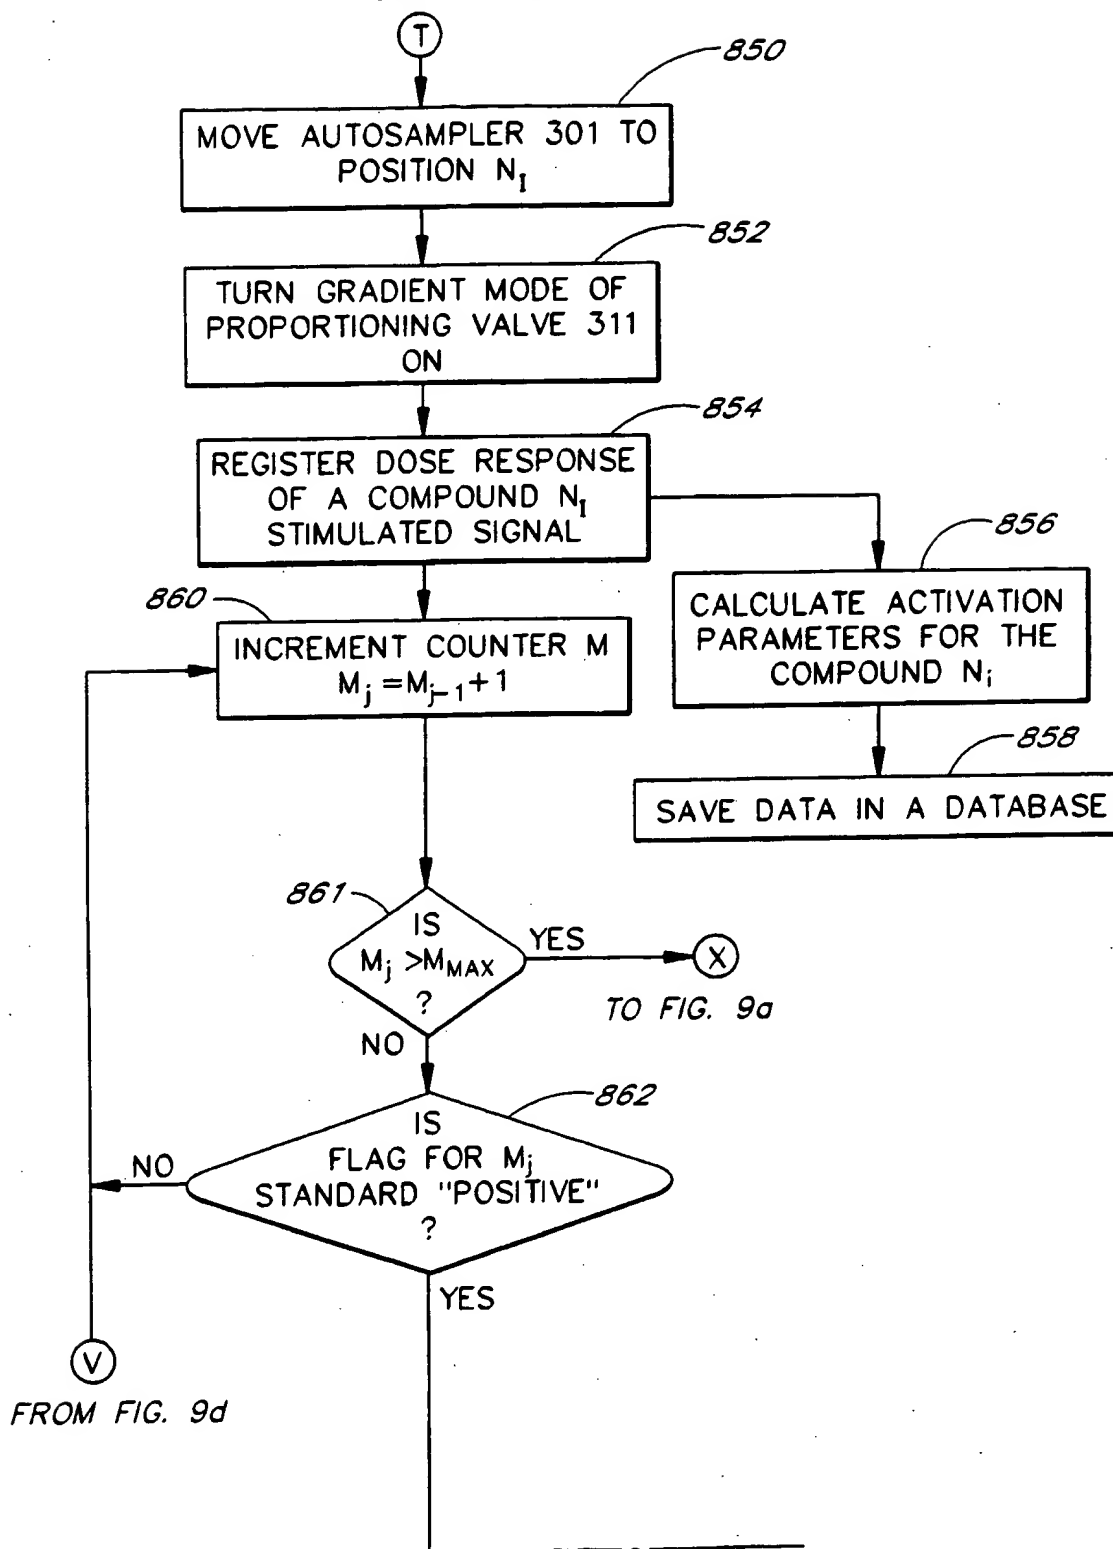 T
850
MOVE AUTOSAMPLER 301 TO
POSITION N_I
852
TURN GRADIENT MODE OF
PROPORTIONING VALVE 311
ON
854
REGISTER DOSE RESPONSE
OF A COMPOUND N_I
STIMULATED SIGNAL
856
CALCULATE ACTIVATION
PARAMETERS FOR THE
COMPOUND N_i
858
SAVE DATA IN A DATABASE
860
INCREMENT COUNTER M
M_j = M_j-1 + 1
861
IS
M_j > M_MAX
?
YES
X
TO FIG. 9a
NO
862
IS
FLAG FOR M_j
STANDARD "POSITIVE"
?
NO
YES
V
FROM FIG. 9d